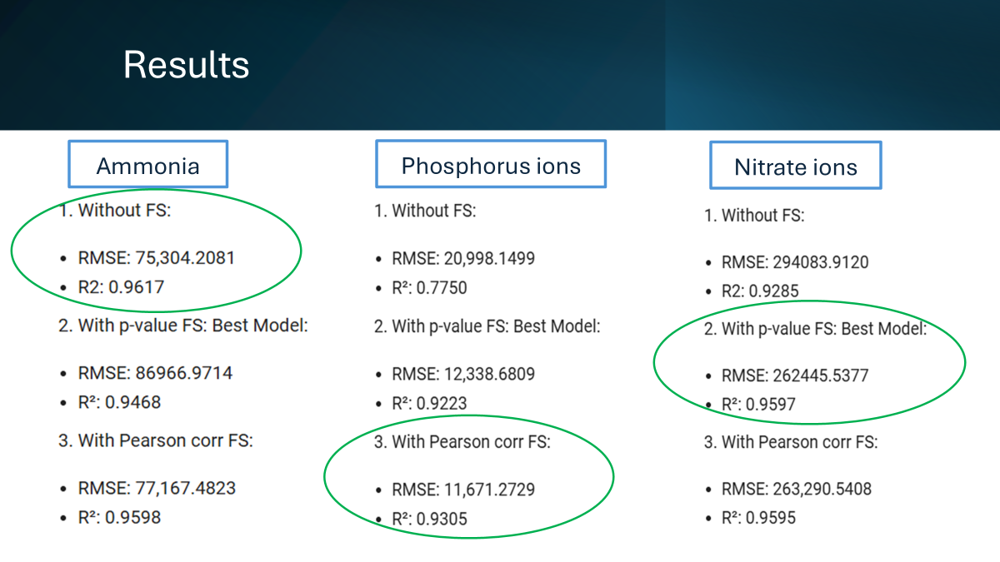 Results
Ammonia
1. Without FS:
• RMSE: 75,304.2081
• R2: 0.9617
2. With p-value FS: Best Model:
• RMSE: 86966.9714
• R²: 0.9468
3. With Pearson corr FS:
• RMSE: 77,167.4823
• R²: 0.9598
Phosphorus ions
1. Without FS:
• RMSE: 20,998.1499
• R²: 0.7750
2. With p-value FS: Best Model:
• RMSE: 12,338.6809
• R²: 0.9223
3. With Pearson corr FS:
• RMSE: 11,671.2729
• R²: 0.9305
Nitrate ions
1. Without FS:
• RMSE: 294083.9120
• R2: 0.9285
2. With p-value FS: Best Model:
• RMSE: 262445.5377
• R²: 0.9597
3. With Pearson corr FS:
• RMSE: 263,290.5408
• R²: 0.9595